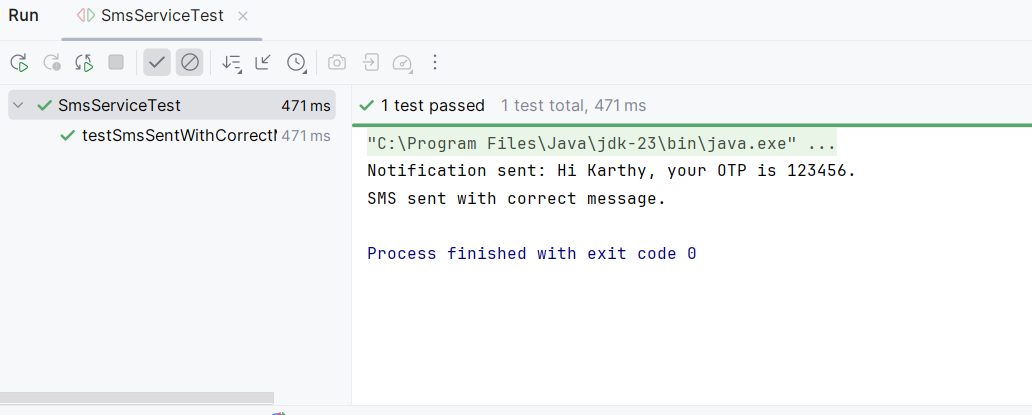 Run SmsServiceTest
SmsServiceTest 471 ms
testSmsSentWithCorrect 471 ms
1 test passed 1 test total, 471 ms
"C:\Program Files\Java\jdk-23\bin\java.exe" ...
Notification sent: Hi Karthy, your OTP is 123456.
SMS sent with correct message.
Process finished with exit code 0